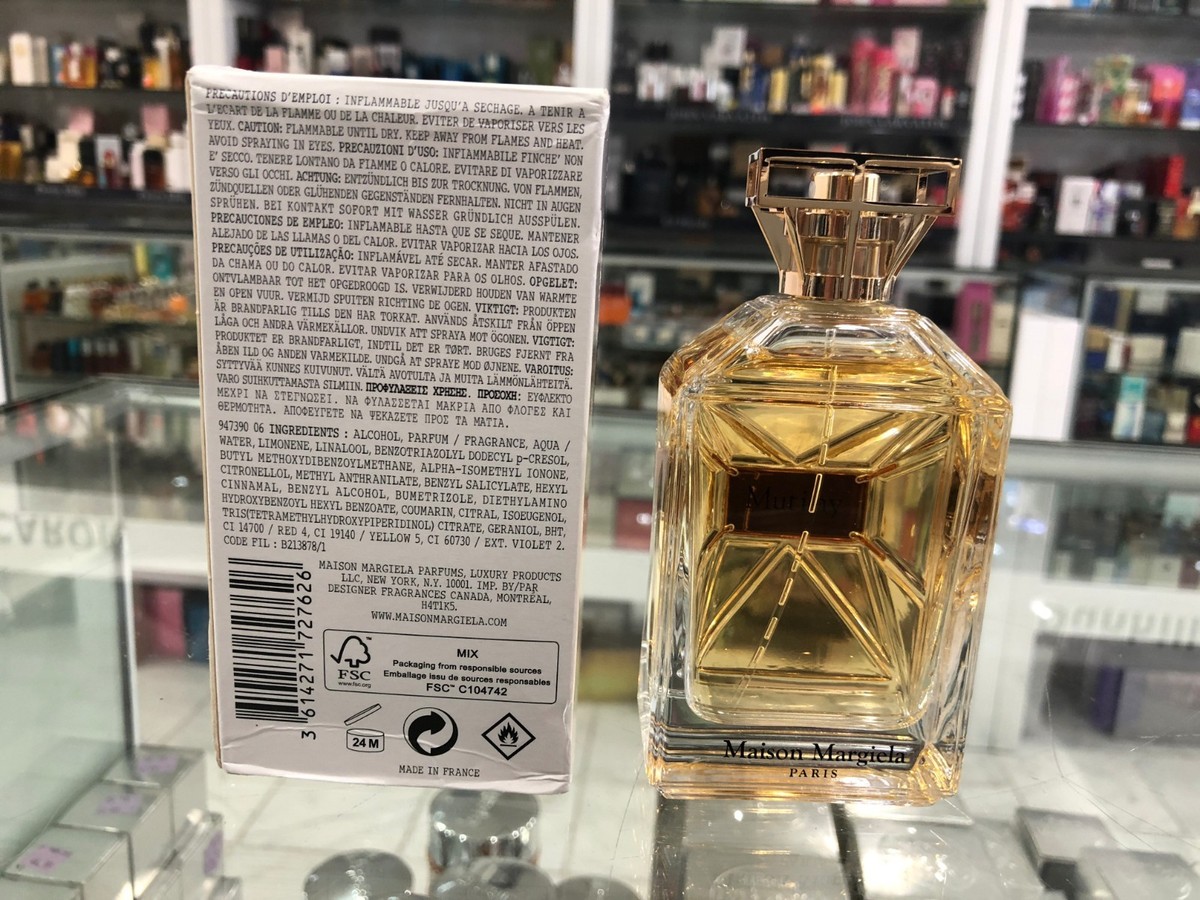 PRECAUTIONS D'EMPLOI : INFLAMMABLE JUSQU'A SECHAGE, A TENIR A
L'ECART DE LA FLAMME OU DE LA CHALEUR. EVITER DE VAPORISER VERS LES
YEUX. CAUTION: FLAMMABLE UNTIL DRY. KEEP AWAY FROM FLAMES AND HEAT.
AVOID SPRAYING IN EYES. PRECAUZIONI D'USO: INFIAMMABILE FINCHE' NON
E' SECCO. TENERE LONTANO DA FIAMME O CALORE. EVITARE DI VAPORIZZARE
VERSO GLI OCCHI. ACHTUNG: ENTZÜNDLICH BIS ZUR TROCKNUNG. VON FLAMMEN,
ZÜNDQUELLEN ODER GLÜHENDEN GEGENSTÄNDEN FERNHALTEN. NICHT IN AUGEN
SPRÜHEN. BEI KONTAKT SOFORT MIT WASSER GRÜNDLICH AUSSPÜLEN.
PRECAUCIONES DE EMPLEO: INFLAMABLE HASTA QUE SE SEQUE. MANTENER
ALEJADO DE LAS LLAMAS O DEL CALOR. EVITAR VAPORIZAR HACIA LOS OJOS.
PRECAUÇÕES DE UTILIZAÇÃO: INFLAMÁVEL ATÉ SECAR. MANTER AFASTADO
DA CHAMA OU DO CALOR. EVITAR VAPORIZAR PARA OS OLHOS. OPGELET:
ONTVLAMBAAR TOT HET OPGEDROOGD IS. VERWIJDERD HOUDEN VAN WARMTE
EN OPEN VUUR. VERMIJD SPUITEN RICHTING DE OGEN. VIKTIGT: PRODUKTEN
ÄR BRANDFARLIG TILLS DEN HAR TORKAT. ANVÄNDS ÅTSKILT FRÅN ÖPPEN
LÅGA OCH ANDRA VÄRMEKÄLLOR. UNDVIK ATT SPRAYA MOT ÖGONEN. VIGTIGT:
PRODUKTET ER BRANDFARLIGT, INDTIL DET ER TØRT. BRUGES FJERNT FRA
ÅBEN ILD OG ANDEN VARMEKILDE. UNDGÅ AT SPRAYE MOD ØJNENE. VAROITUS:
SYTTYVÄÄ KUNNES KUIVUNUT. VÄLTÄ AVOTULTA JA MUITA LÄMMÖNLÄHTEITÄ.
VARO SUIHKUTTAMASTA SILMIIN. ΠΡΟΦΥΛΑΞΕΙΣ ΧΡΗΣΗΣ. ΠΡΟΣΟΧΗ: ΕΥΦΛΕΚΤΟ
ΜΕΧΡΙ ΝΑ ΣΤΕΓΝΩΣΕΙ. ΝΑ ΦΥΛΑΣΣΕΤΑΙ ΜΑΚΡΙΑ ΑΠΟ ΦΛΟΓΕΣ ΚΑΙ
ΘΕΡΜΟΤΗΤΑ. ΑΠΟΦΕΥΓΕΤΕ ΝΑ ΨΕΚΑΖΕΤΕ ΠΡΟΣ ΤΑ ΜΑΤΙΑ.
947390 06 INGREDIENTS : ALCOHOL, PARFUM / FRAGRANCE, AQUA /
WATER, LIMONENE, LINALOOL, BENZOTRIAZOLYL DODECYL p-CRESOL,
BUTYL METHOXYDIBENZOYLMETHANE, ALPHA-ISOMETHYL IONONE,
CITRONELLOL, METHYL ANTHRANILATE, BENZYL SALICYLATE, HEXYL
CINNAMAL, BENZYL ALCOHOL, BUMETRIZOLE, DIETHYLAMINO
HYDROXYBENZOYL HEXYL BENZOATE, COUMARIN, CITRAL, ISOEUGENOL,
TRIS(TETRAMETHYLHYDROXYPIPERIDINOL) CITRATE, GERANIOL, BHT,
CI 14700 / RED 4, CI 19140 / YELLOW 5, CI 60730 / EXT. VIOLET 2.
CODE FIL : B213878/1
MAISON MARGIELA PARFUMS, LUXURY PRODUCTS
LLC, NEW YORK, N.Y. 10001. IMP. BY/PAR
DESIGNER FRAGRANCES CANADA, MONTRÉAL,
H4T1K5.
WWW.MAISONMARGIELA.COM
3 614271 727626
FSC
www.fsc.org
MIX
Packaging from responsible sources
Emballage issu de sources responsables
FSC™ C104742
24 M
MADE IN FRANCE
Mutiny
Maison Margiela
PARIS
CARON